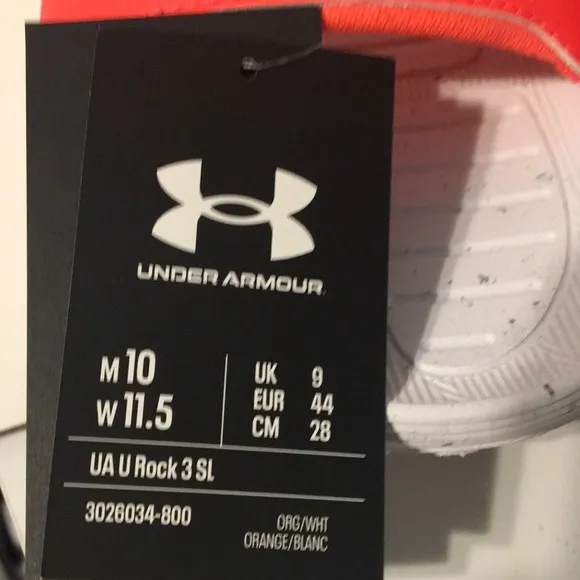 UNDER ARMOUR
M 10
W 11.5
UK 9
EUR 44
CM 28
UA U Rock 3 SL
3026034-800
ORG/WHT
ORANGE/BLANC